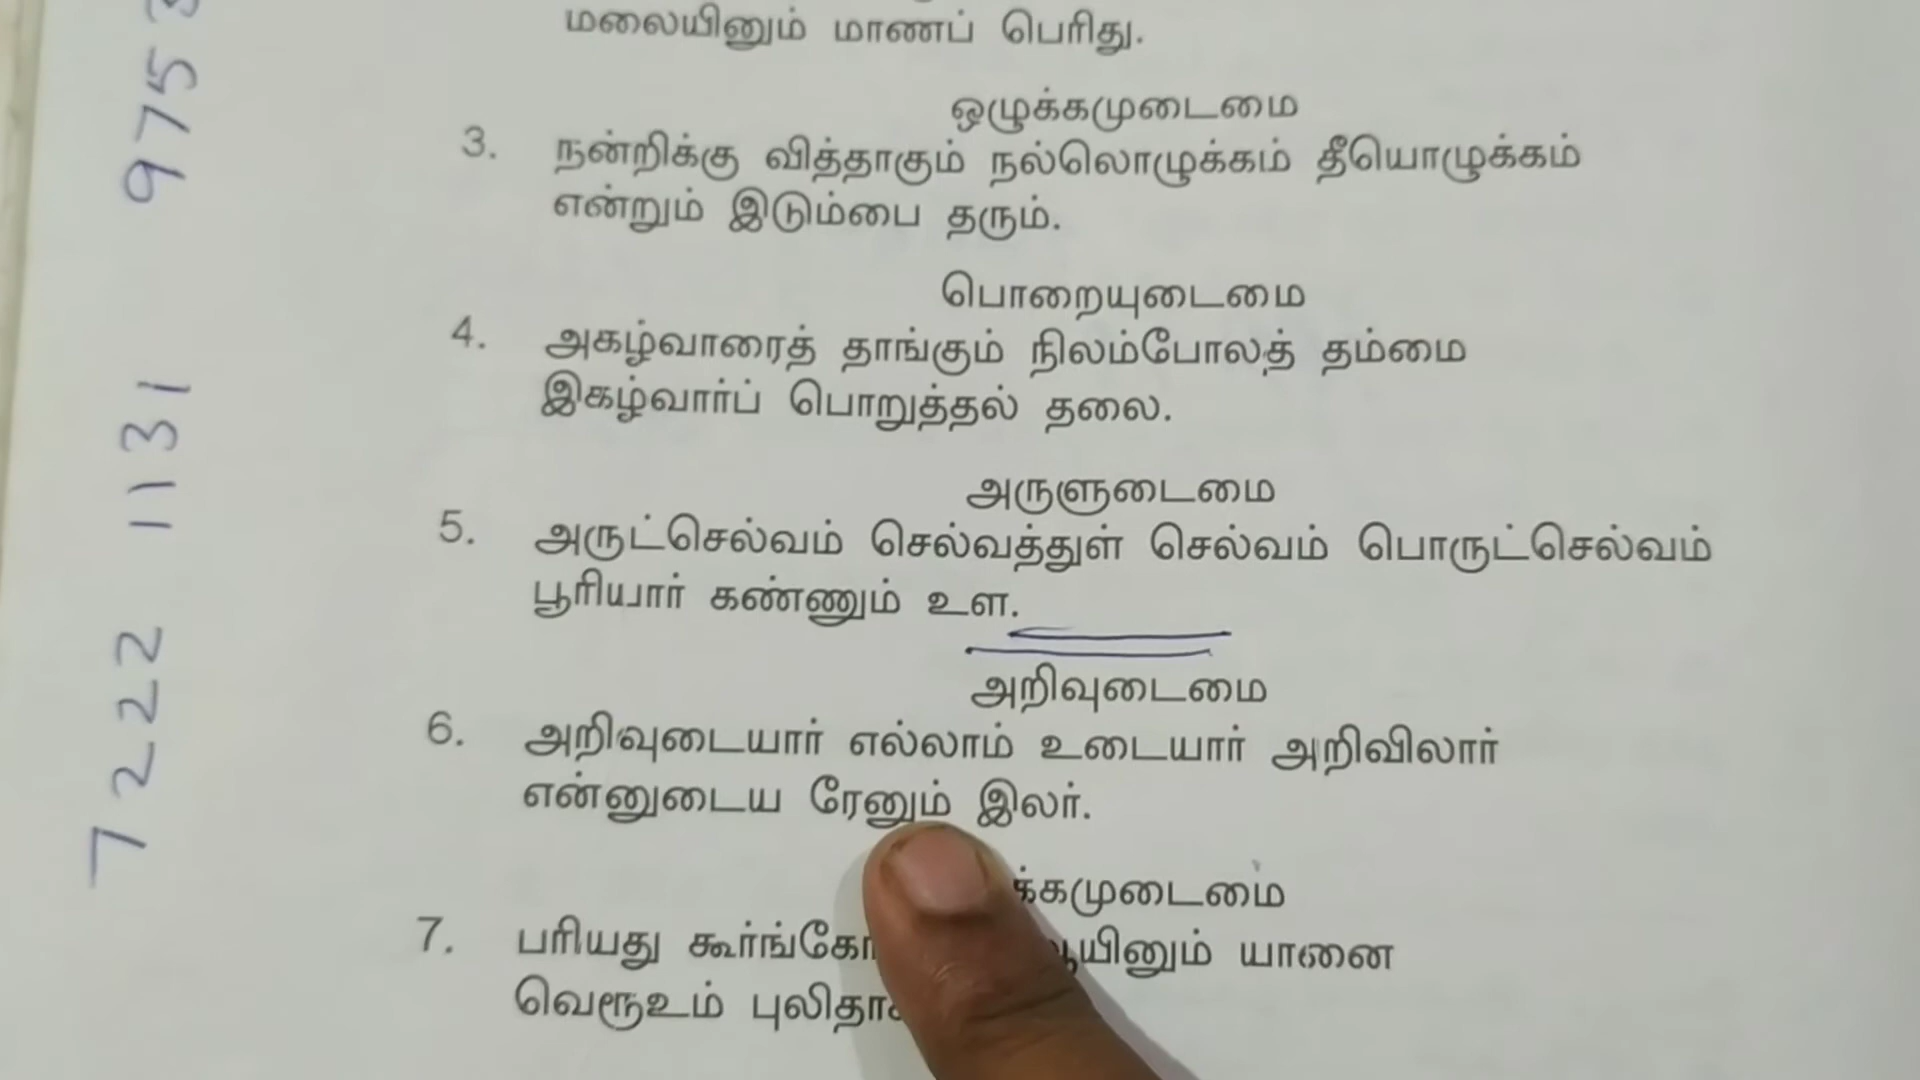 மலையினும் மாணப் பெரிது.
ஒழுக்கமுடைமை
3. நன்றிக்கு வித்தாகும் நல்லொழுக்கம் தீயொழுக்கம்
என்றும் இடும்பை தரும்.
பொறையுடைமை
4. அகழ்வாரைத் தாங்கும் நிலம்போலத் தம்மை
இகழ்வார்ப் பொறுத்தல் தலை.
அருளுடைமை
5. அருட்செல்வம் செல்வத்துள் செல்வம் பொருட்செல்வம்
பூரியார் கண்ணும் உள.
அறிவுடைமை
6. அறிவுடையார் எல்லாம் உடையார் அறிவிலார்
என்னுடைய ரேனும் இலர்.
7. பரியது யானை
வெரூஉம்
7222 1131 975